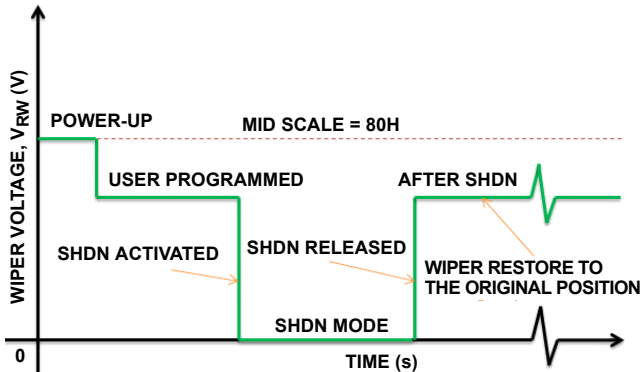 WIPER VOLTAGE, VRW (V)
POWER-UP
MID SCALE = 80H
USER PROGRAMMED
AFTER SHDN
SHDN ACTIVATED
SHDN RELEASED
WIPER RESTORE TO
THE ORIGINAL POSITION
SHDN MODE
0
TIME (s)